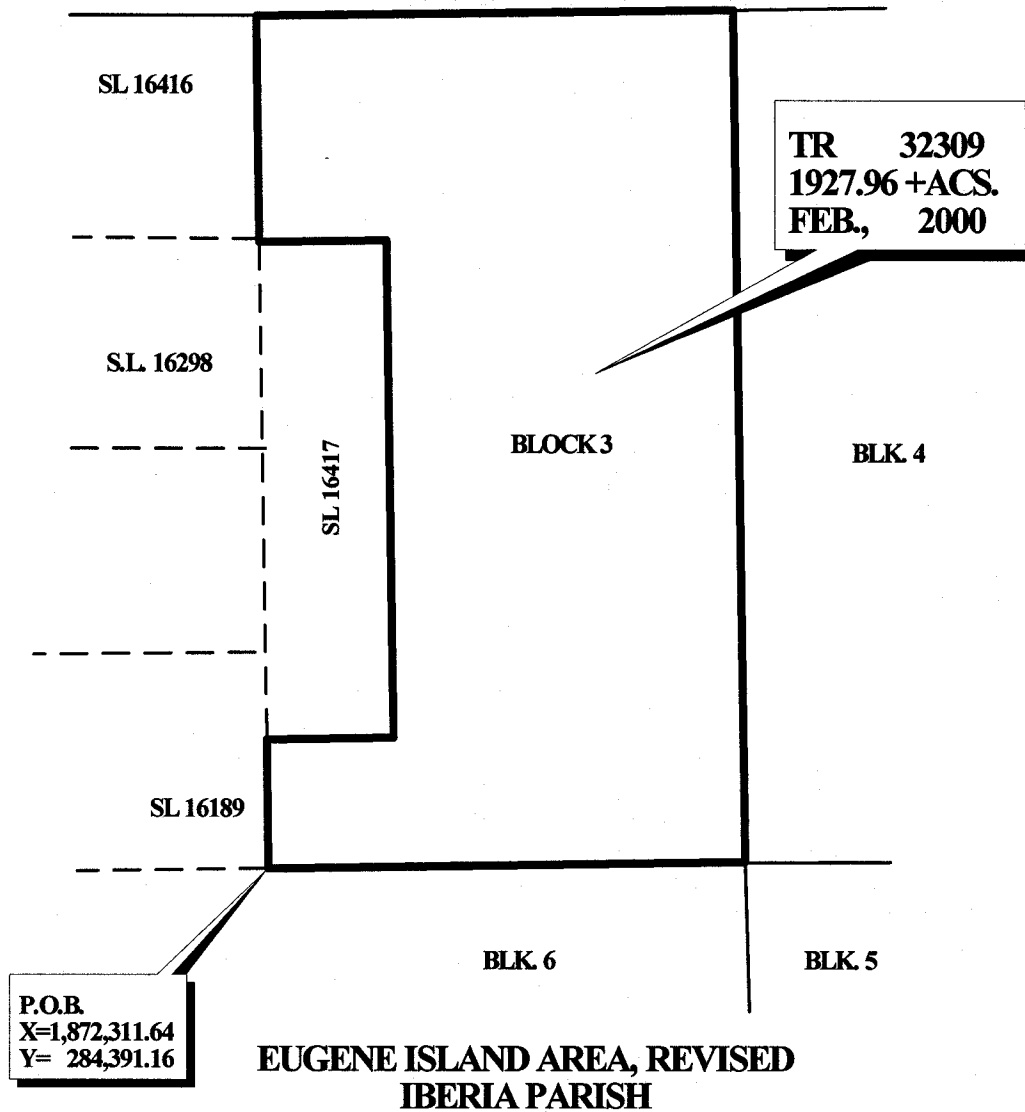 SL 16416
TR 32309
1927.96 +ACS.
FEB., 2000
S.L. 16298
SL 16417
BLOCK 3
BLK. 4
SL 16189
BLK. 6
BLK. 5
P.O.B.
X=1,872,311.64
Y= 284,391.16
EUGENE ISLAND AREA, REVISED
IBERIA PARISH